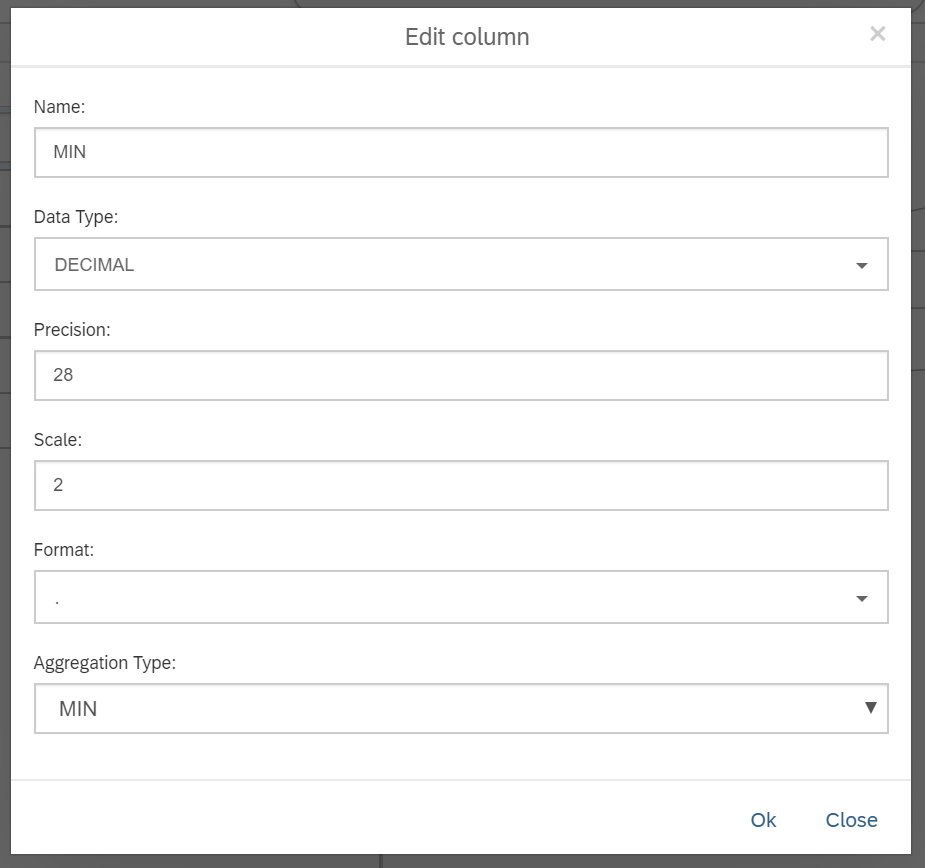 Edit column
×
Name:
MIN
Data Type:
DECIMAL
Precision:
28
Scale:
2
Format:
.
Aggregation Type:
MIN
Ok Close